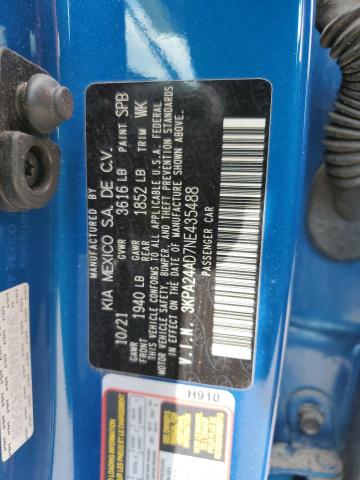 MANUFACTURED BY
KIA MEXICO S.A. DE C.V.
10/21 GVWR 3616 LB PAINT SPB
GAWR FRONT 1940 LB GAWR REAR 1852 LB TRIM WK
THIS VEHICLE CONFORMS TO ALL APPLICABLE U.S.A. FEDERAL
MOTOR VEHICLE SAFETY, BUMPER, AND THEFT PREVENTION STANDARDS
IN EFFECT ON THE DATE OF MANUFACTURE SHOWN ABOVE.
V.I.N. 3KPA24AD7NE435488
PASSENGER CAR
H910
LOADING INFORMATION